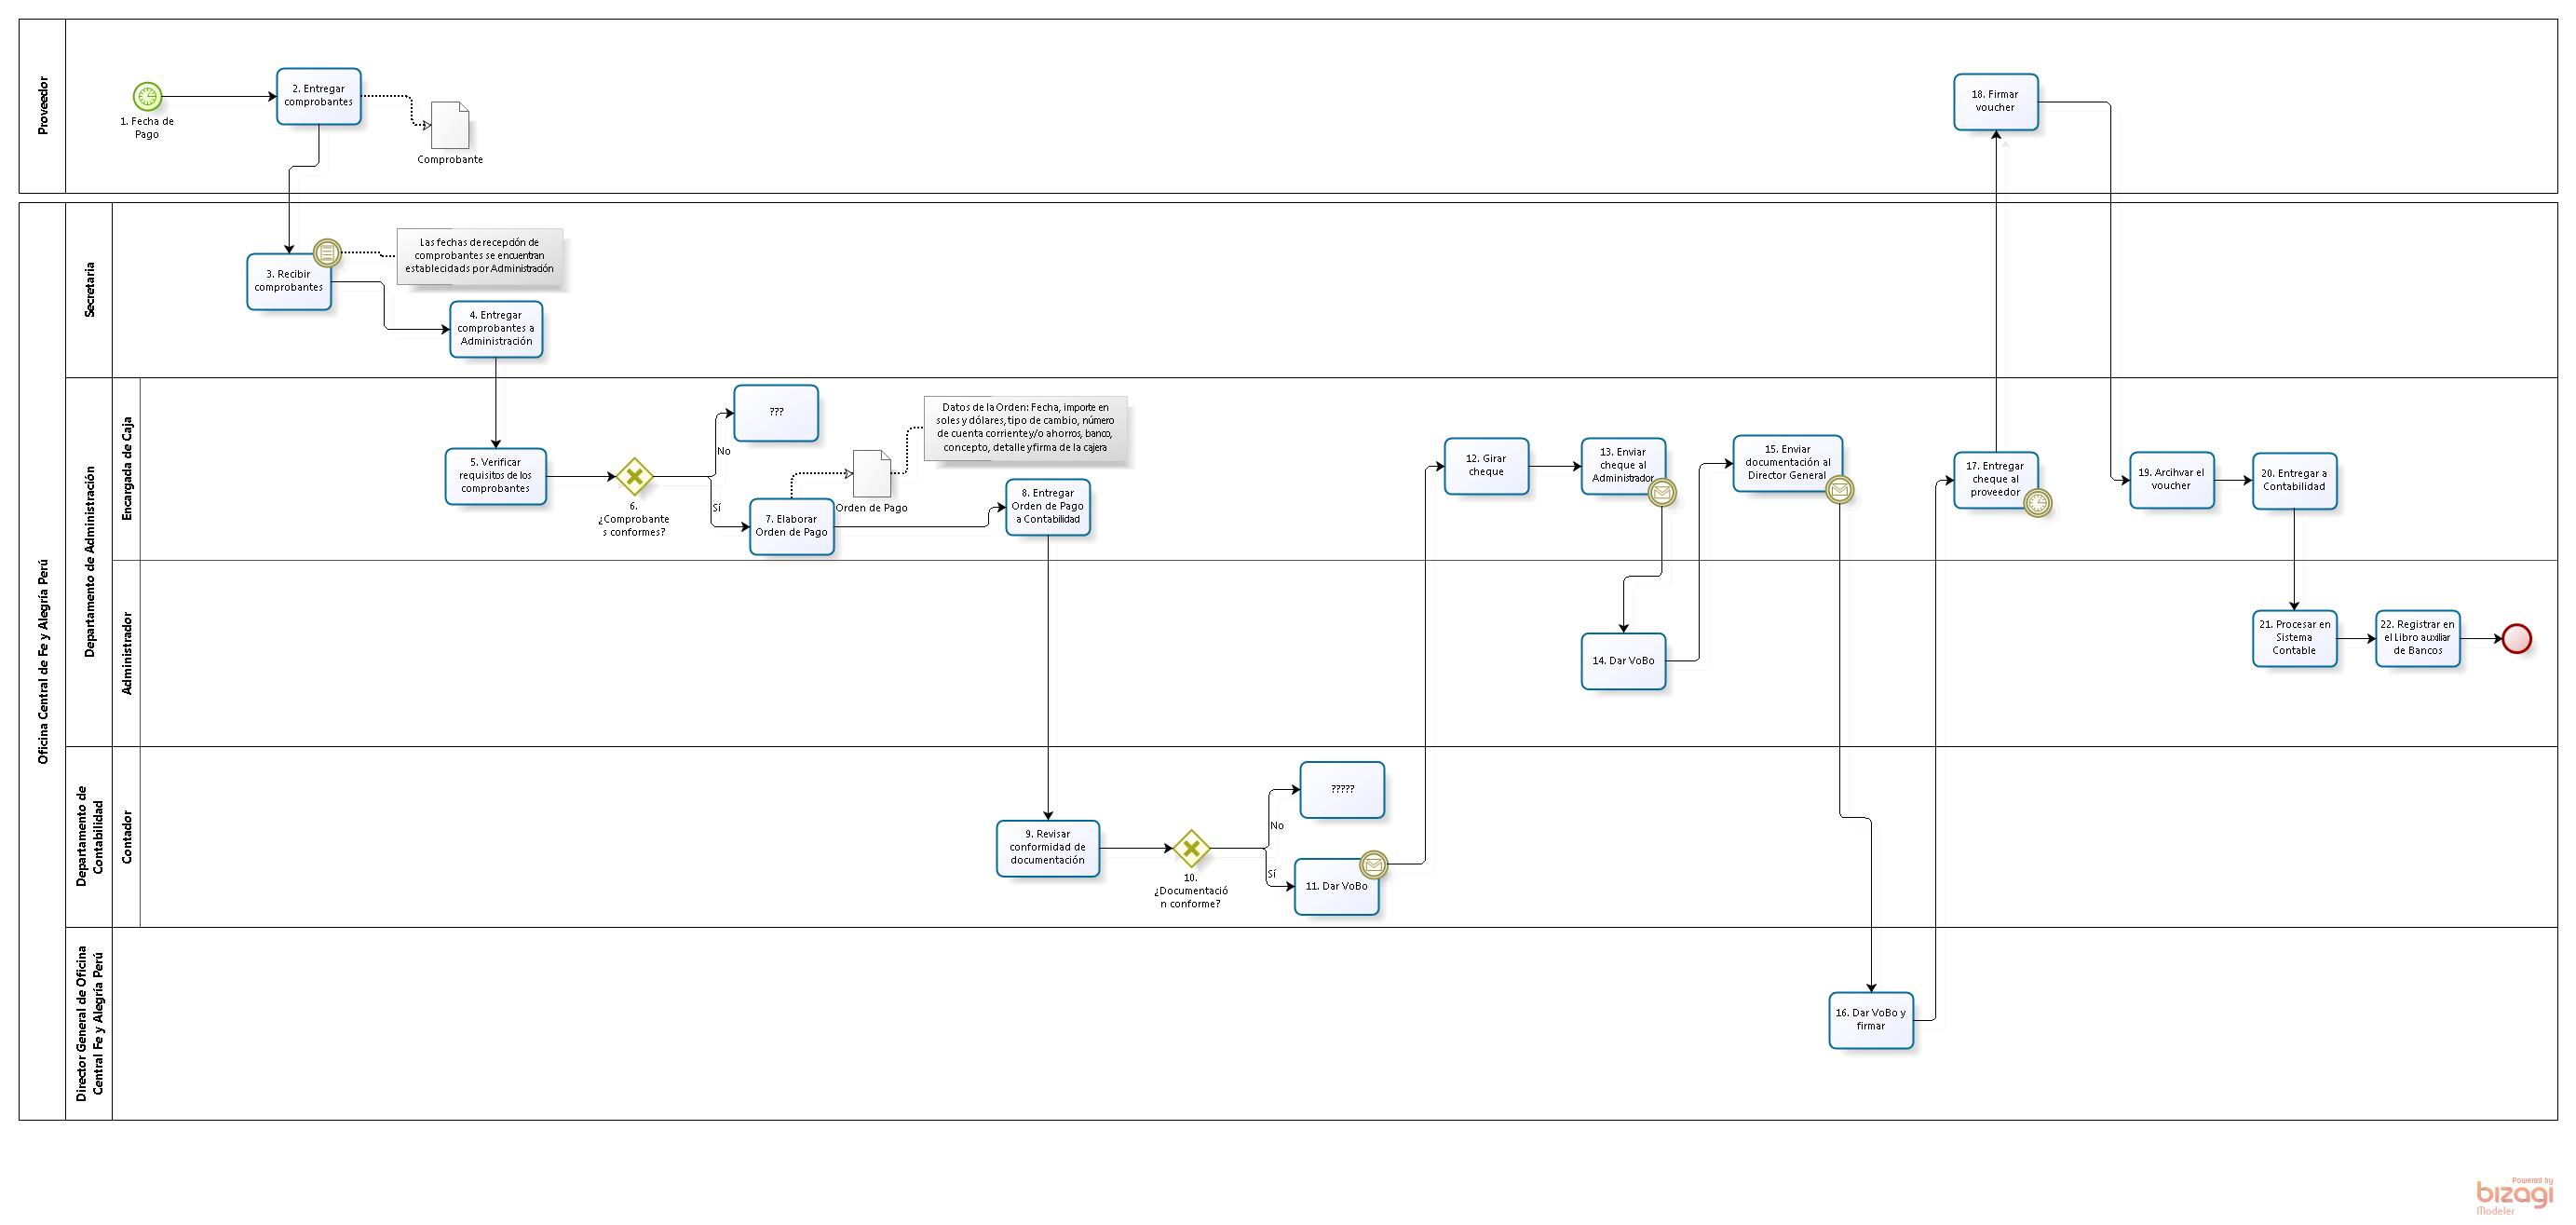 Proveedor
1. Fecha de
Pago
2. Entregar
comprobantes
Comprobante
18. Firmar
voucher
Oficina Central de Fe y Alegría Perú
Secretaria
3. Recibir
comprobantes
Las fechas de recepción de
comprobantes se encuentran
establecidads por Administración
4. Entregar
comprobantes a
Administración
Departamento de Administración
Encargada de Caja
5. Verificar
requisitos de los
comprobantes
6.
¿Comprobante
s conformes?
No
???
Sí
7. Elaborar
Orden de Pago
Orden de Pago
Datos de la Orden: Fecha, importe en
soles y dólares, tipo de cambio, número
de cuenta corriente y/o ahorros, banco,
concepto, detalle y firma de la cajera
8. Entregar
Orden de Pago
a Contabilidad
12. Girar
cheque
13. Enviar
cheque al
Administrador
15. Enviar
documentación al
Director General
17. Entregar
cheque al
proveedor
19. Arcihvar el
voucher
20. Entregar a
Contabilidad
Administrador
14. Dar VoBo
21. Procesar en
Sistema
Contable
22. Registrar en
el Libro auxiliar
de Bancos
Departamento de
Contabilidad
Contador
9. Revisar
conformidad de
documentación
10.
¿Documentació
n conforme?
No
?????
Sí
11. Dar VoBo
Director General de Oficina
Central Fe y Alegría Perú
16. Dar VoBo y
firmar
Powered by
bizagi
Modeler